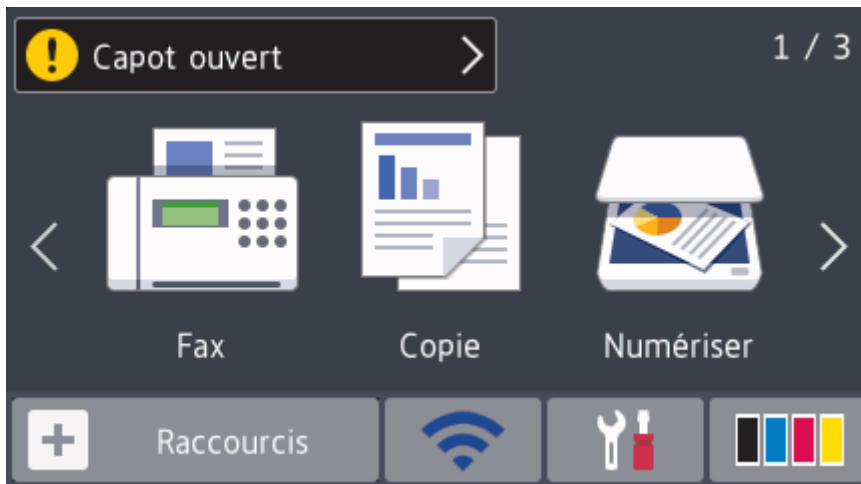 Capot ouvert
1 / 3
Fax
Copie
Numériser
Raccourcis